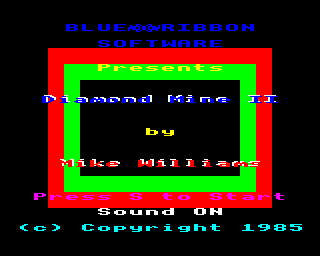 BLUE RIBBON
SOFTWARE
Presents
Diamond Mine II
by
Mike Williams
Press S to Start
Sound ON
(c) Copyright 1985